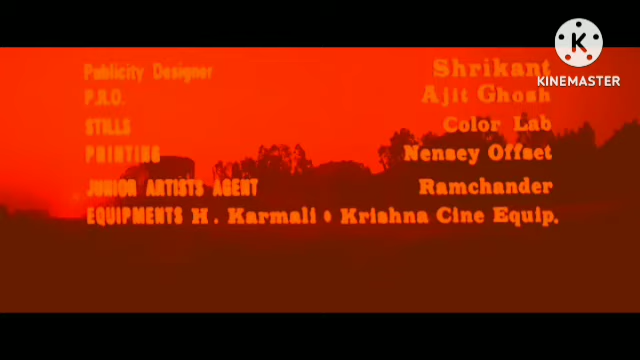 K
KINEMASTER
Publicity Designer Shrikant
P.R.O. Ajit Ghosh
STILLS Color Lab
PRINTING Nensey Offset
JUNIOR ARTISTS AGENT Ramchander
EQUIPMENTS H. Karmali • Krishna Cine Equip.